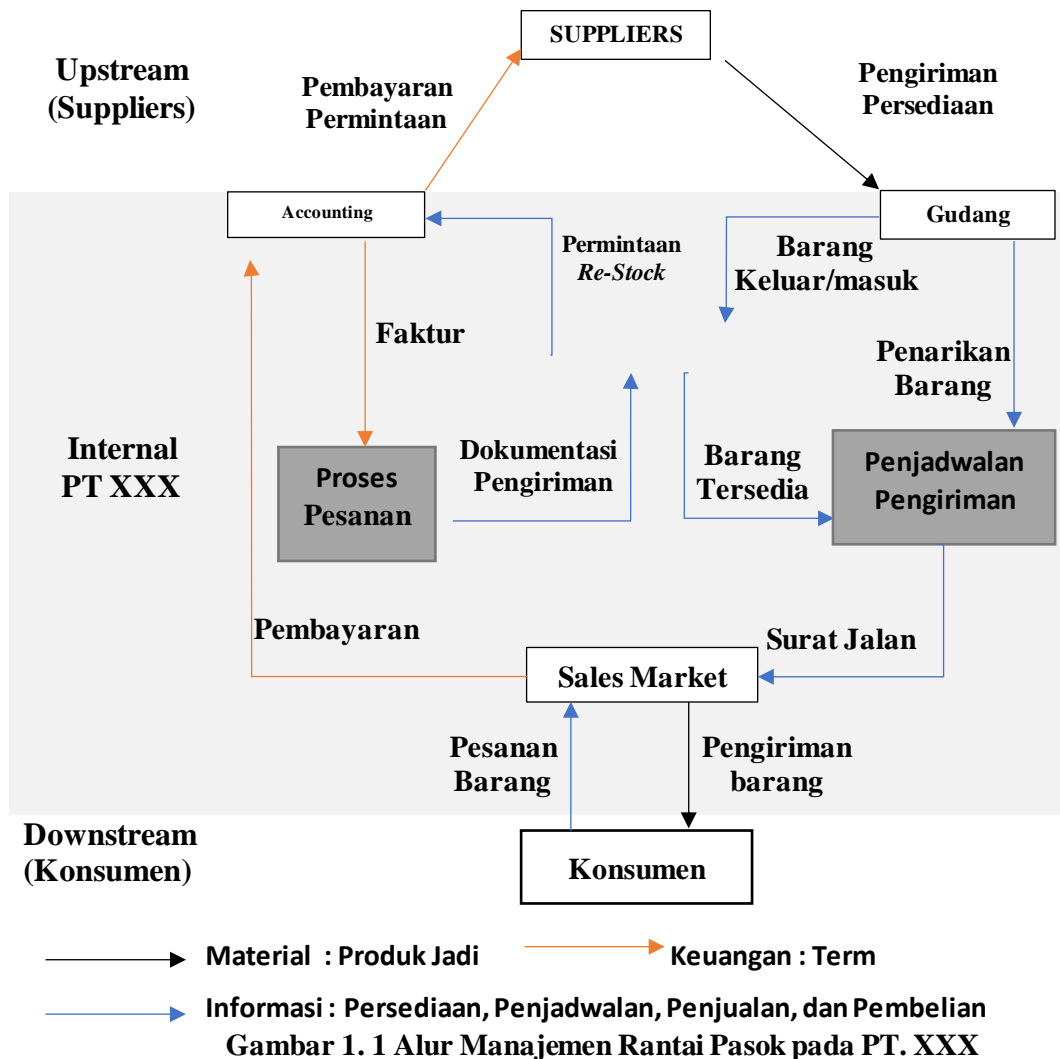 SUPPLIERS
Upstream
(Suppliers)
Pembayaran
Permintaan
Pengiriman
Persediaan
Accounting
Gudang
Permintaan
Re-Stock
Barang
Keluar/masuk
Faktur
Penarikan
Barang
Internal
PT XXX
Proses
Pesanan
Dokumentasi
Pengiriman
Barang
Tersedia
Penjadwalan
Pengiriman
Pembayaran
Surat Jalan
Sales Market
Pesanan
Barang
Pengiriman
barang
Downstream
(Konsumen)
Konsumen
Material : Produk Jadi
Keuangan : Term
Informasi : Persediaan, Penjadwalan, Penjualan, dan Pembelian
Gambar 1. 1 Alur Manajemen Rantai Pasok pada PT. XXX